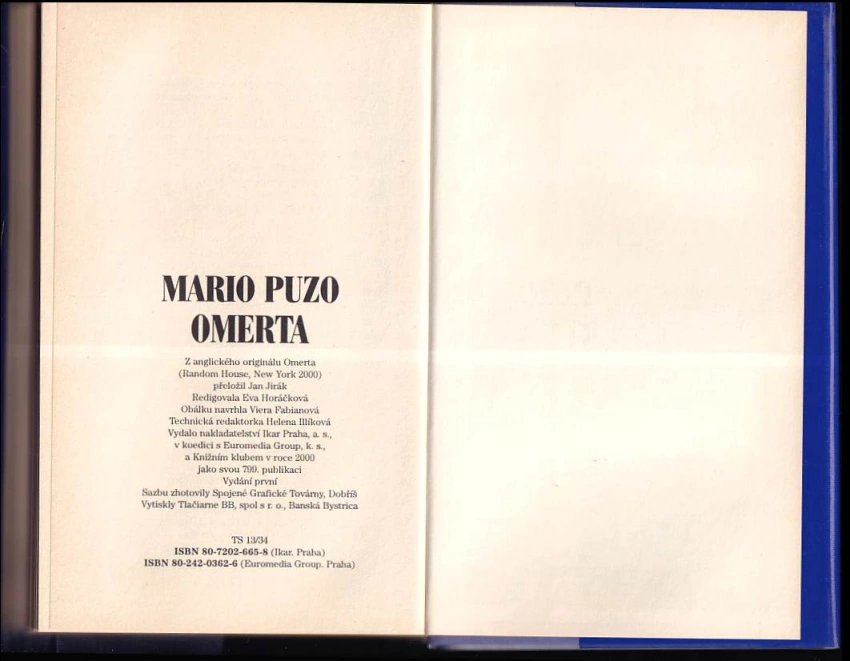 MARIO PUZO
OMERTA
Z anglického originálu Omerta
(Random House, New York 2000)
přeložil Jan Jirák
Redigovala Eva Horáčková
Obálku navrhla Viera Fabianová
Technická redaktorka Helena Illíková
Vydalo nakladatelství Ikar Praha, a. s.,
v koedici s Euromedia Group, k. s.,
a Knižním klubem v roce 2000
jako svou 799. publikaci
Vydání první
Sazbu zhotovily Spojené Grafické Továrny, Dobříš
Vytiskly Tlačiarne BB, spol s r. o., Banská Bystrica
TS 13/34
ISBN 80-7202-665-8 (Ikar. Praha)
ISBN 80-242-0362-6 (Euromedia Group. Praha)